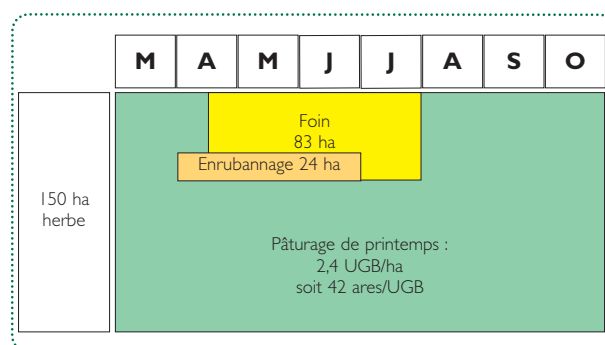 M A M J J A S O
Foin
83 ha
Enrubannage 24 ha
150 ha
herbe
Pâturage de printemps :
2,4 UGB/ha
soit 42 ares/UGB